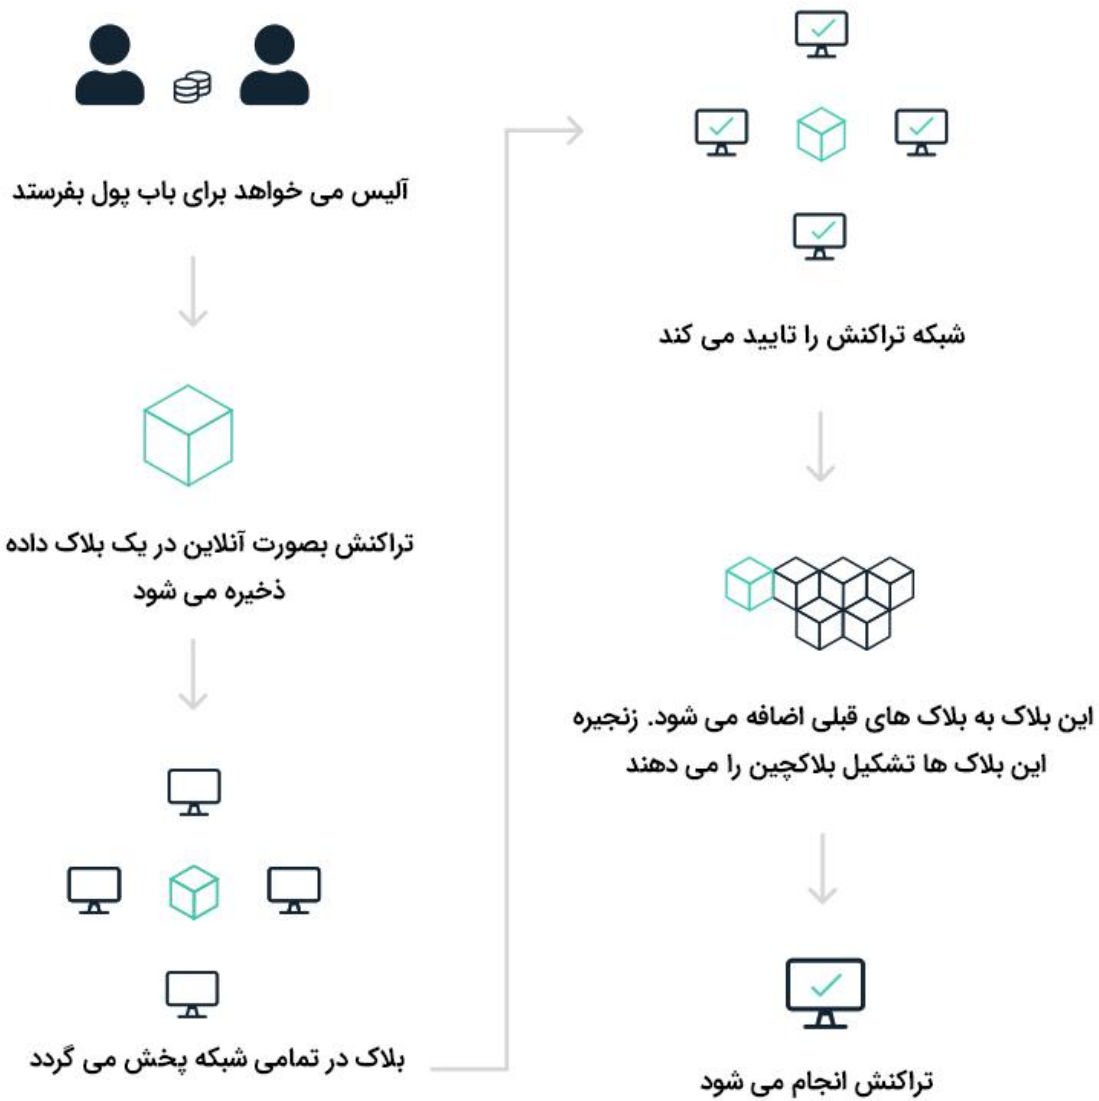 آلیس می خواهد برای باب پول بفرستد
تراکنش بصورت آنلاین در یک بلاک داده
ذخیره می شود
بلاک در تمامی شبکه پخش می گردد
شبکه تراکنش را تایید می کند
این بلاک به بلاک های قبلی اضافه می شود. زنجیره
این بلاک ها تشکیل بلاکچین را می دهند
تراکنش انجام می شود